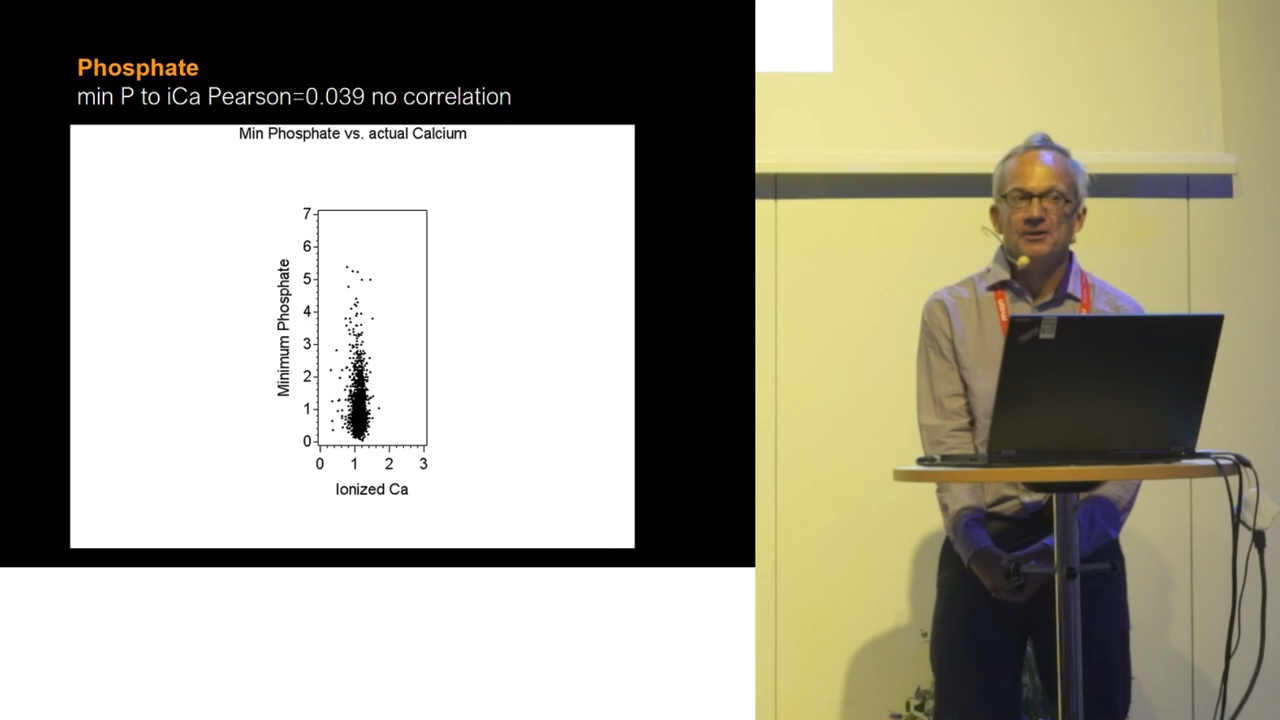 Phosphate
min P to iCa Pearson=0.039 no correlation
Min Phosphate vs. actual Calcium
7
6
5
4
3
2
1
0
Minimum Phosphate
0 1 2 3
Ionized Ca